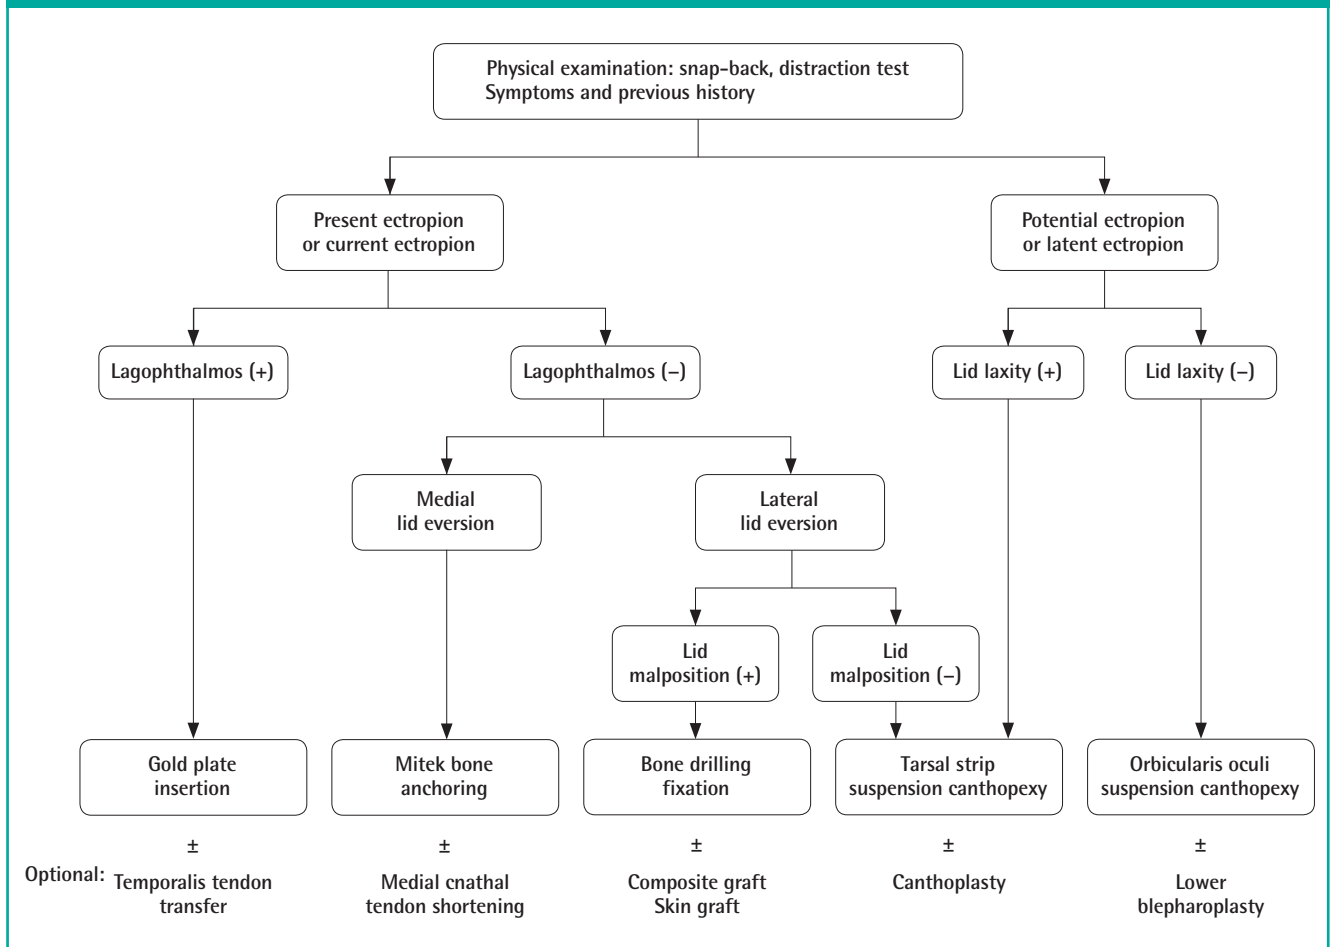 Physical examination: snap-back, distraction test
Symptoms and previous history
Present ectropion
or current ectropion
Potential ectropion
or latent ectropion
Lagophthalmos (+)
Lagophthalmos (–)
Lid laxity (+)
Lid laxity (–)
Medial
lid eversion
Lateral
lid eversion
Lid
malposition (+)
Lid
malposition (–)
Gold plate
insertion
Mitek bone
anchoring
Bone drilling
fixation
Tarsal strip
suspension canthopexy
Orbicularis oculi
suspension canthopexy
±
±
±
±
±
Optional:
Temporalis tendon
transfer
Medial cnathal
tendon shortening
Composite graft
Skin graft
Canthoplasty
Lower
blepharoplasty